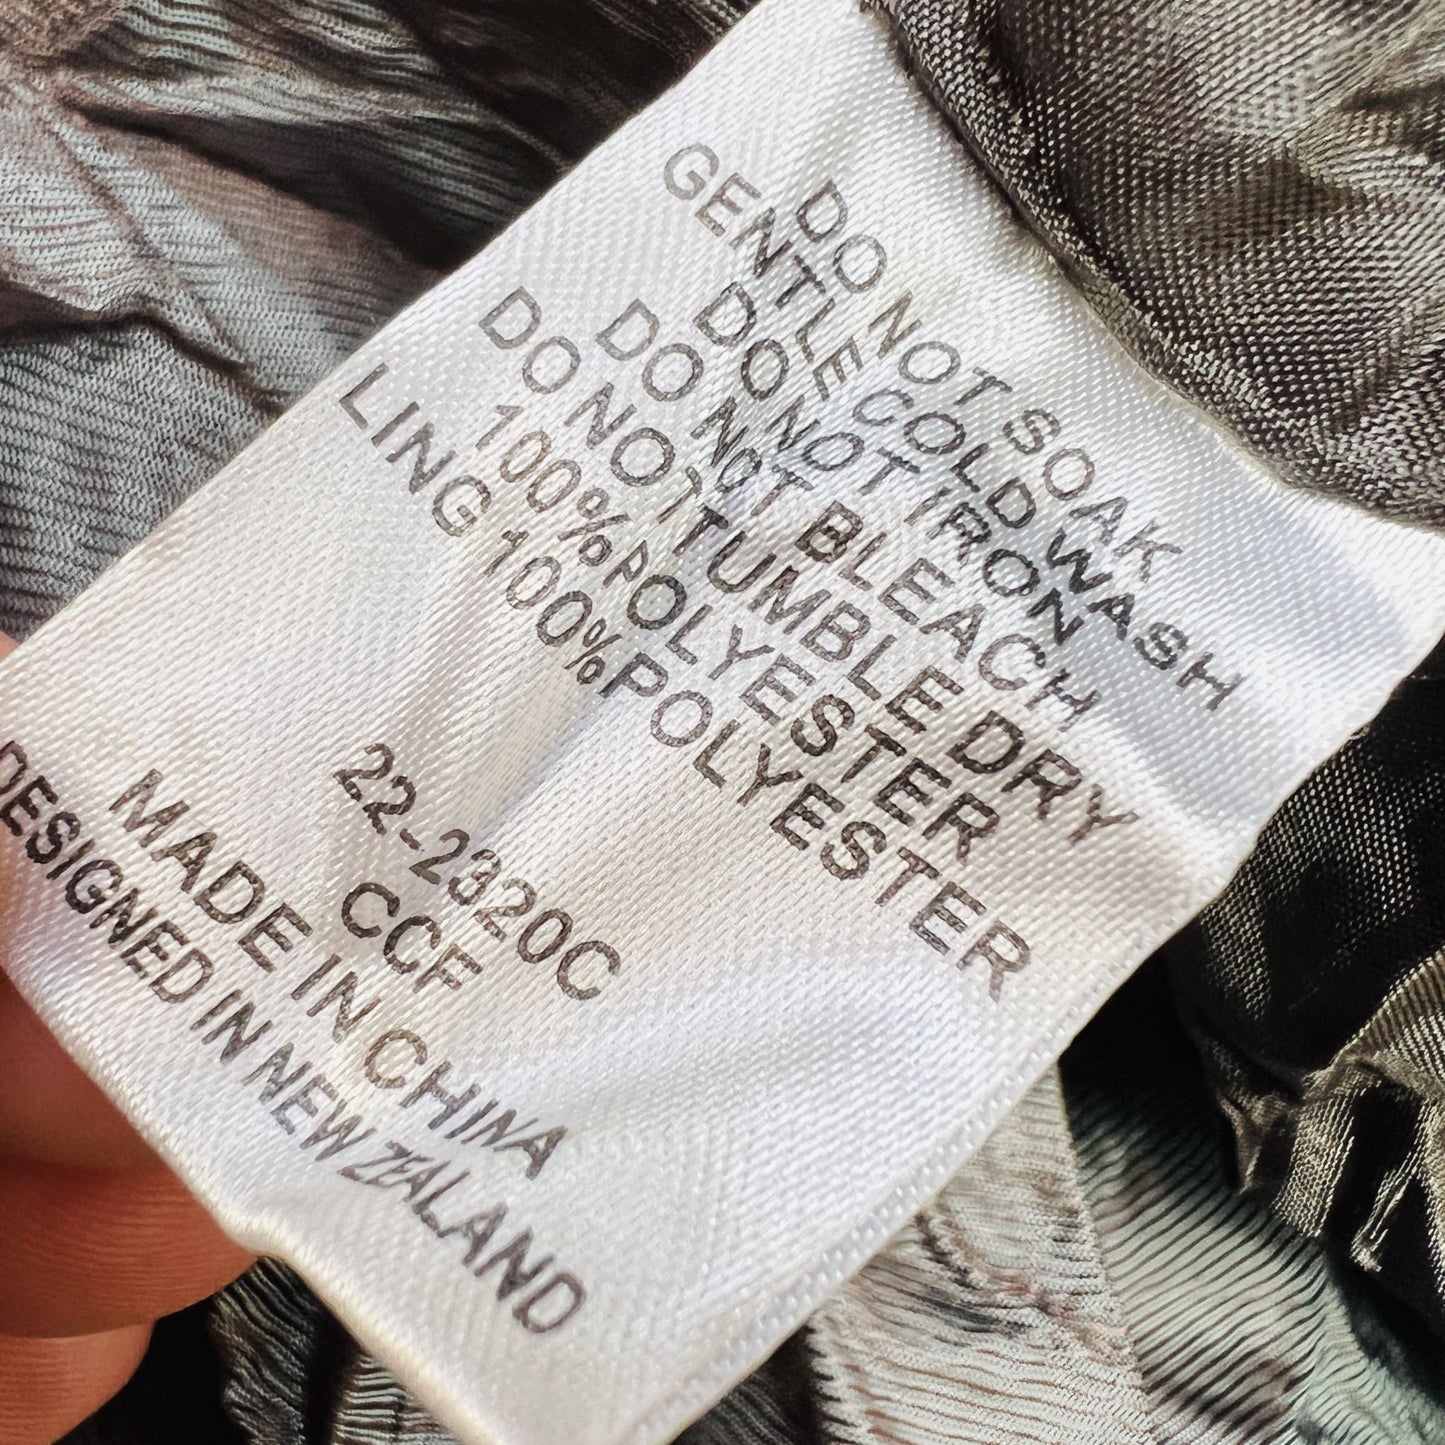 DO NOT SOAK
GENTLE COLD WASH
DO NOT IRON
DO NOT BLEACH
DO NOT TUMBLE DRY
100%POLYESTER
LING 100%POLYESTER
22-2320C
CCF
MADE IN CHINA
DESIGNED IN NEW ZEALAND